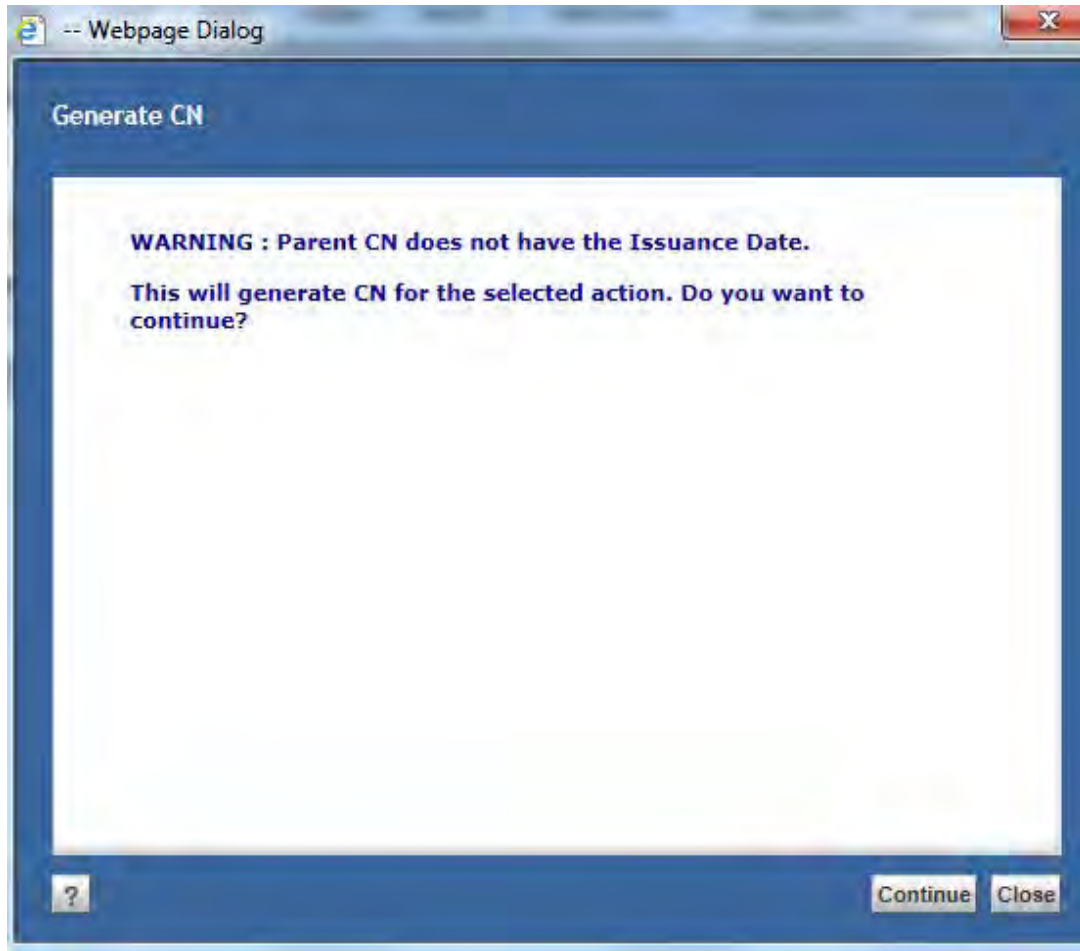 -- Webpage Dialog
X
Generate CN
WARNING : Parent CN does not have the Issuance Date.
This will generate CN for the selected action. Do you want to
continue?
?
Continue Close